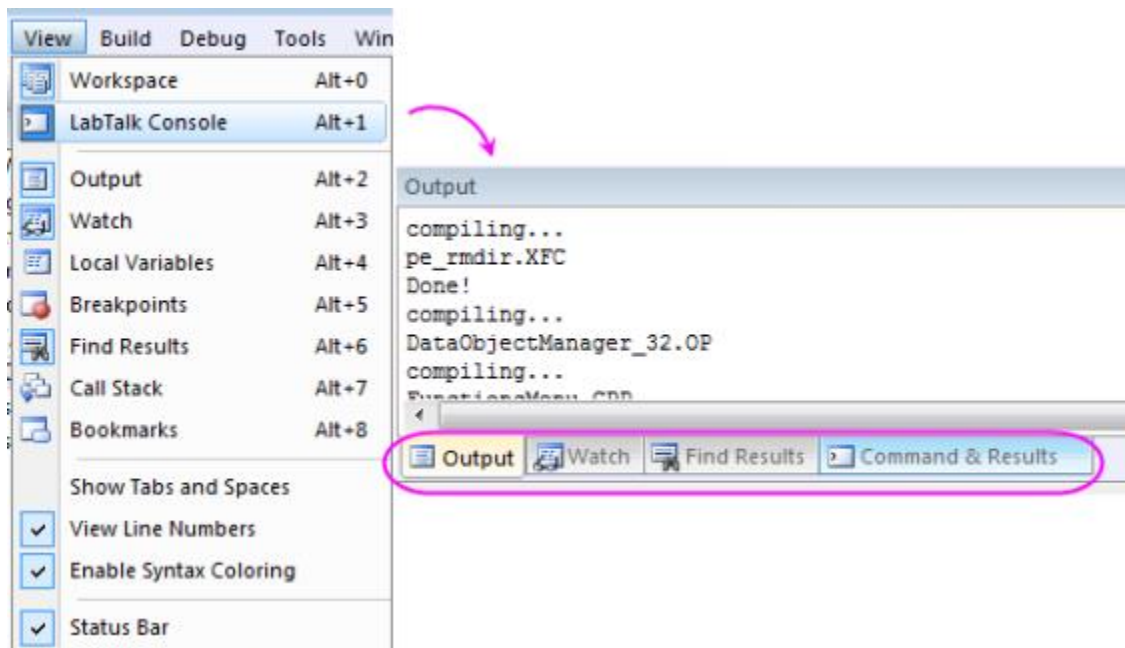 View Build Debug Tools Win
Workspace Alt+0
LabTalk Console Alt+1
Output Alt+2
Watch Alt+3
Local Variables Alt+4
Breakpoints Alt+5
Find Results Alt+6
Call Stack Alt+7
Bookmarks Alt+8
Show Tabs and Spaces
View Line Numbers
Enable Syntax Coloring
Status Bar
Output
compiling...
pe_rmdir.XFC
Done!
compiling...
DataObjectManager_32.OP
compiling...
Output Watch Find Results Command & Results